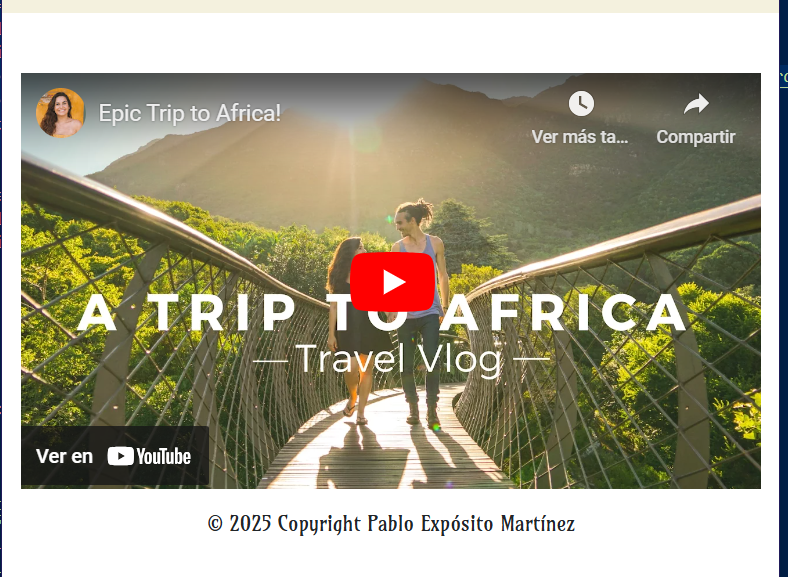 Epic Trip to Africa!
Ver más ta...
Compartir
A TRIP TO AFRICA
Travel Vlog
Ver en YouTube
© 2025 Copyright Pablo Expósito Martínez